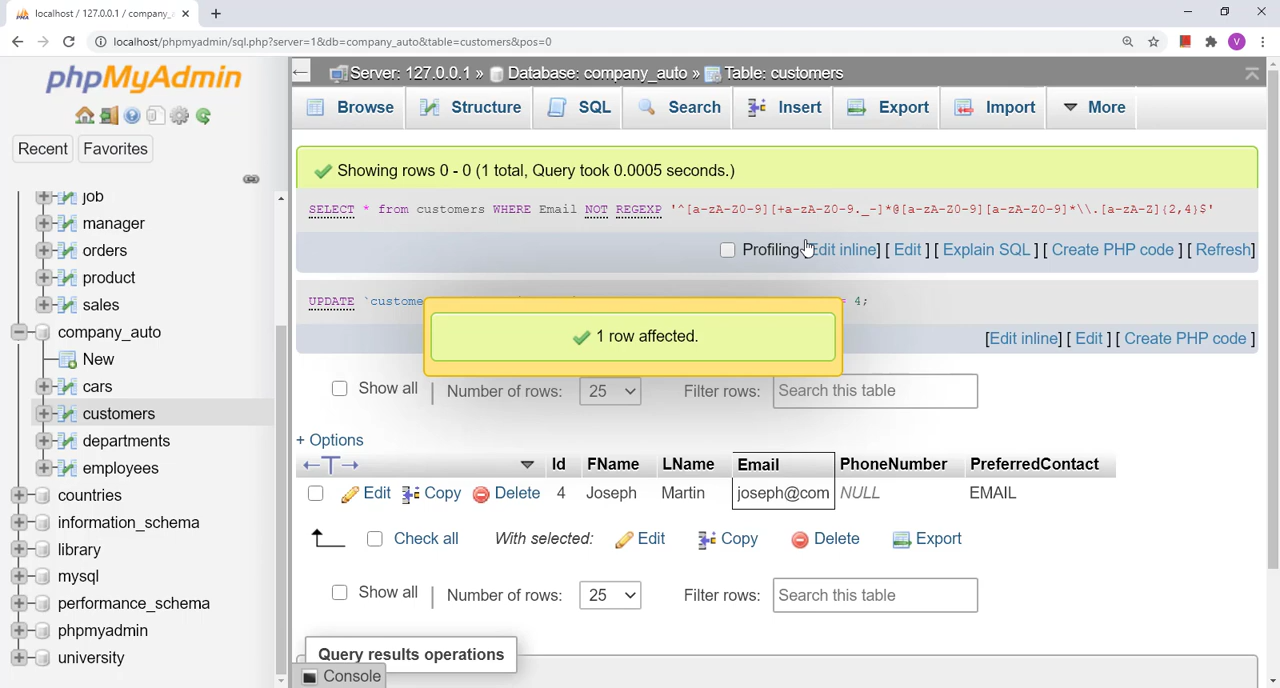 localhost / 127.0.0.1 / company_
localhost/phpmyadmin/sql.php?server=1&db=company_auto&table=customers&pos=0
V
phpMyAdmin
Recent
Favorites
job
manager
orders
product
sales
company_auto
New
cars
customers
departments
employees
countries
information_schema
library
mysql
performance_schema
phpmyadmin
university
Server: 127.0.0.1 » Database: company_auto » Table: customers
Browse Structure SQL Search Insert Export Import More
Showing rows 0 - 0 (1 total, Query took 0.0005 seconds.)
SELECT * from customers WHERE Email NOT REGEXP '^[a-zA-Z0-9][+a-zA-Z0-9._-]*@[a-zA-Z0-9][a-zA-Z0-9]*\\.[a-zA-Z]{2,4}$'
Profiling Edit inline] [ Edit ] [ Explain SQL ] [ Create PHP code ] [ Refresh]
UPDATE `custome = 4;
1 row affected.
[Edit inline] [ Edit ] [ Create PHP code ]
Show all Number of rows: 25 Filter rows: Search this table
+ Options
←T→ Id FName LName Email PhoneNumber PreferredContact
Edit Copy Delete 4 Joseph Martin joseph@com NULL EMAIL
Check all With selected: Edit Copy Delete Export
Show all Number of rows: 25 Filter rows: Search this table
Query results operations
Console